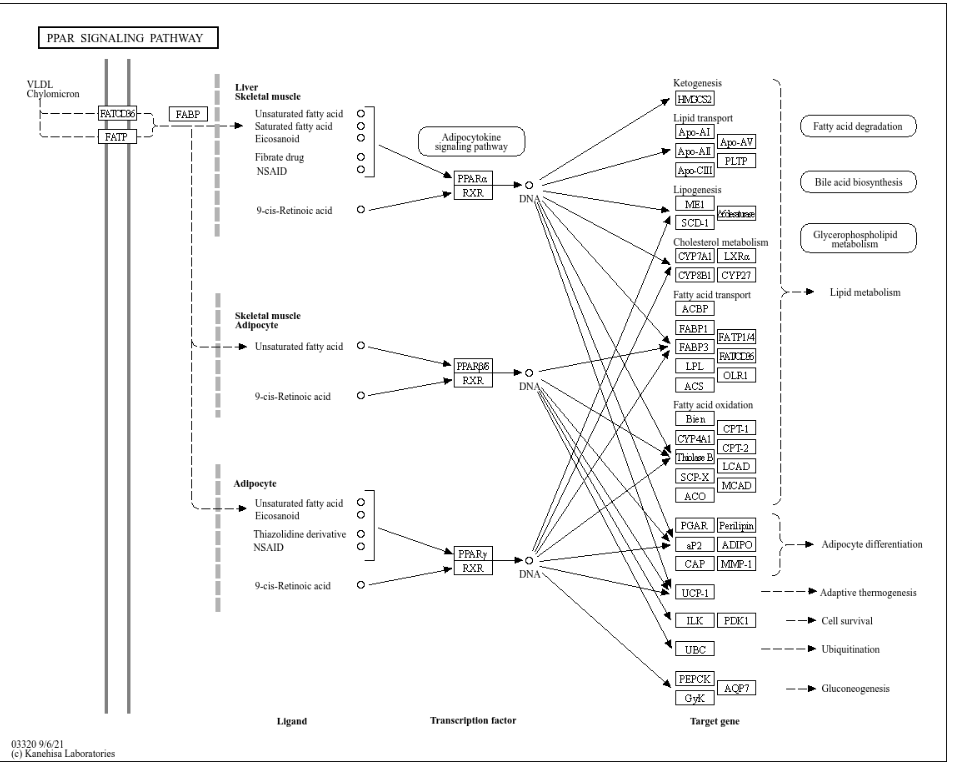 PPAR SIGNALING PATHWAY
VLDL
Chylomicron
FAT/CD36
FATP
FABP
Liver
Skeletal muscle
Unsaturated fatty acid
Saturated fatty acid
Eicosanoid
Fibrate drug
NSAID
9-cis-Retinoic acid
Adipocytokine
signaling pathway
PPARα
RXR
DNA
Skeletal muscle
Adipocyte
Unsaturated fatty acid
9-cis-Retinoic acid
PPARβ/δ
RXR
DNA
Adipocyte
Unsaturated fatty acid
Eicosanoid
Thiazolidine derivative
NSAID
9-cis-Retinoic acid
PPARγ
RXR
DNA
Ketogenesis
HMGCS2
Lipid transport
Apo-AI
Apo-AII
Apo-CIII
Apo-AV
PLTP
Lipogenesis
ME1
SCD-1
Δ6desaturase
Cholesterol metabolism
CYP7A1
LXRα
CYP8B1
CYP27
Fatty acid transport
ACBP
FABP1
FABP3
LPL
ACS
FATP1/4
FAT/CD36
OLR1
Fatty acid oxidation
Bien
CYP4A1
Thiolase B
SCP-X
ACO
CPT-1
CPT-2
LCAD
MCAD
PGAR
Perilipin
aP2
ADIPO
CAP
MMP-1
UCP-1
ILK
PDK1
UBC
PEPCK
GyK
AQP7
Fatty acid degradation
Bile acid biosynthesis
Glycerophospholipid
metabolism
Lipid metabolism
Adipocyte differentiation
Adaptive thermogenesis
Cell survival
Ubiquitination
Gluconeogenesis
Ligand
Transcription factor
Target gene
03320 9/6/21
(c) Kanehisa Laboratories